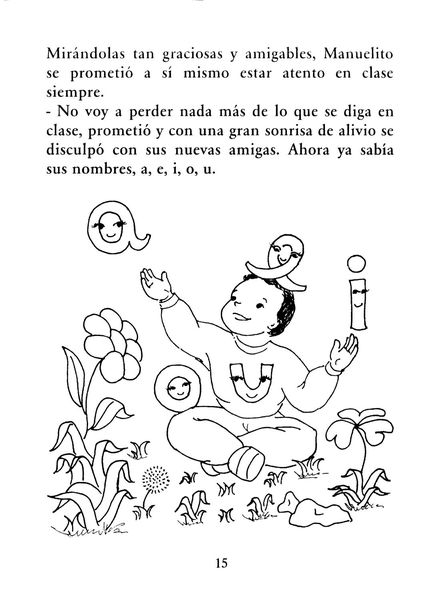 Mirándolas tan graciosas y amigables, Manuelito
se prometió a sí mismo estar atento en clase
siempre.
- No voy a perder nada más de lo que se diga en
clase, prometió y con una gran sonrisa de alivio se
disculpó con sus nuevas amigas. Ahora ya sabía
sus nombres, a, e, i, o, u.
a
e
i
o
u
15